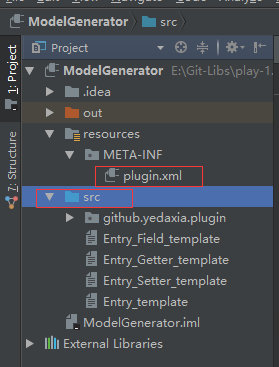 ModelGenerator
src
Project
ModelGenerator E:\Git-Libs\play-1.
.idea
out
resources
META-INF
plugin.xml
src
github.yedaxia.plugin
Entry_Field_template
Entry_Getter_template
Entry_Setter_template
Entry_template
ModelGenerator.iml
External Libraries
1: Project
7: Structure